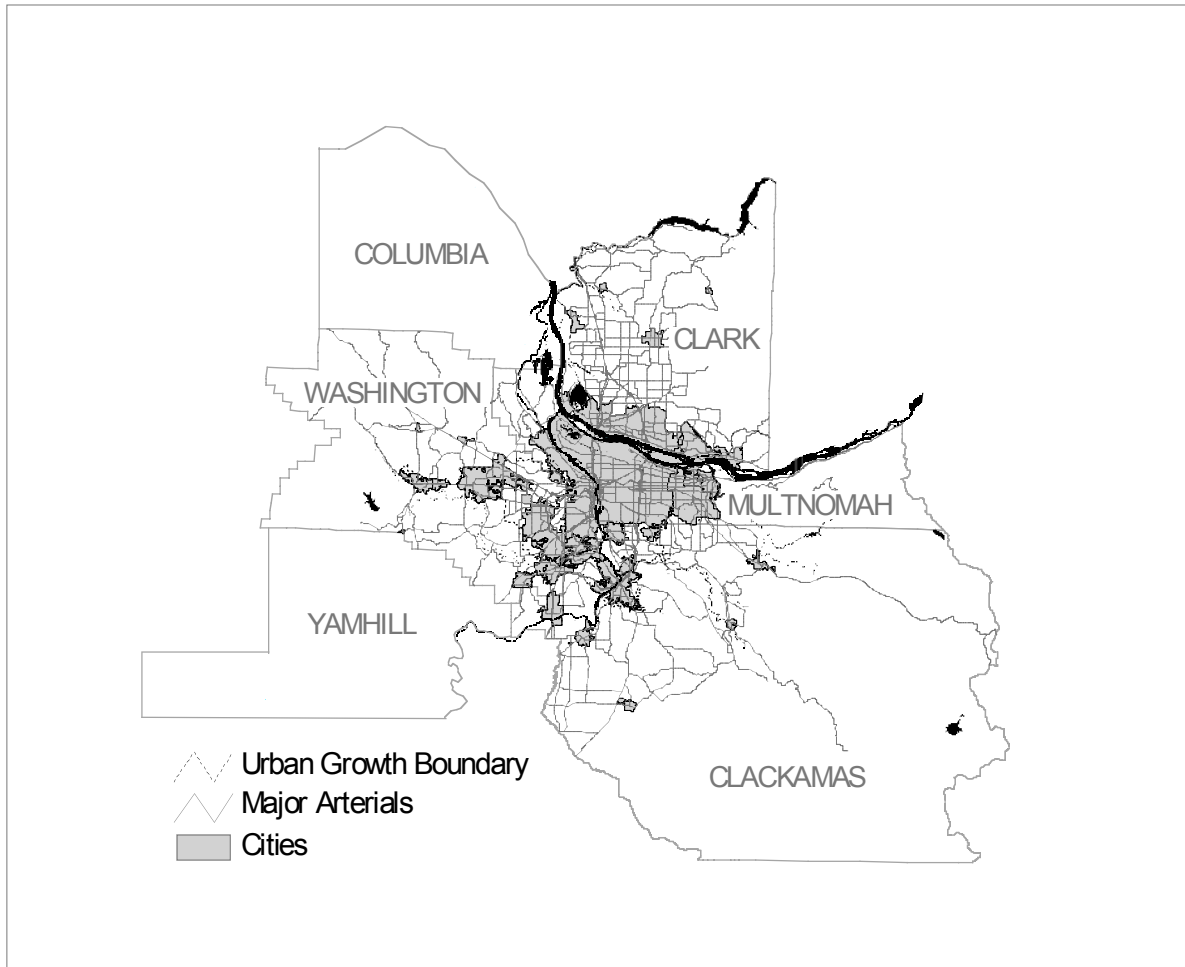 COLUMBIA
CLARK
WASHINGTON
MULTNOMAH
YAMHILL
CLACKAMAS
Urban Growth Boundary
Major Arterials
Cities